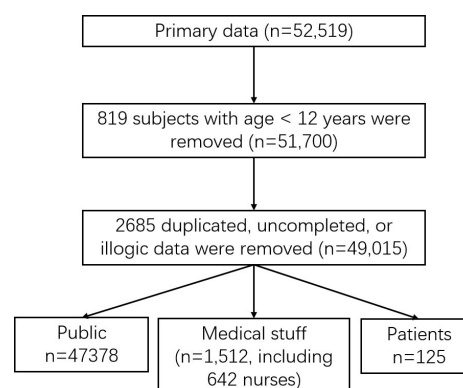 Primary data (n=52,519)
819 subjects with age < 12 years were
removed (n=51,700)
2685 duplicated, uncompleted, or
illogic data were removed (n=49,015)
Public
n=47378
Medical stuff
(n=1,512, including
642 nurses)
Patients
n=125